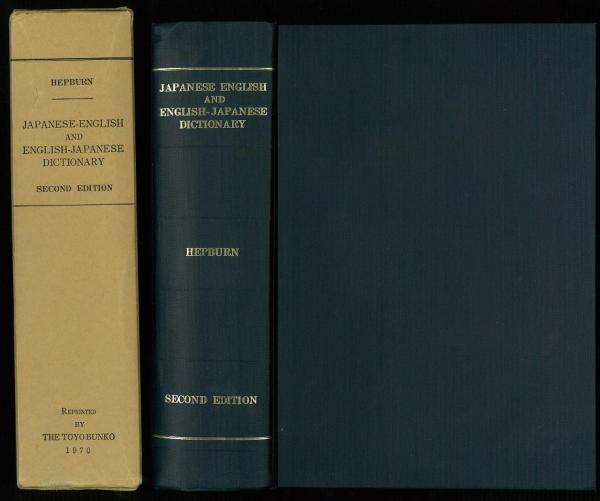 HEPBURN
JAPANESE-ENGLISH
AND
ENGLISH-JAPANESE
DICTIONARY
SECOND EDITION
REPRINTED
BY
THE TOYO BUNKO
1970
JAPANESE ENGLISH
AND
ENGLISH-JAPANESE
DICTIONARY
HEPBURN
SECOND EDITION